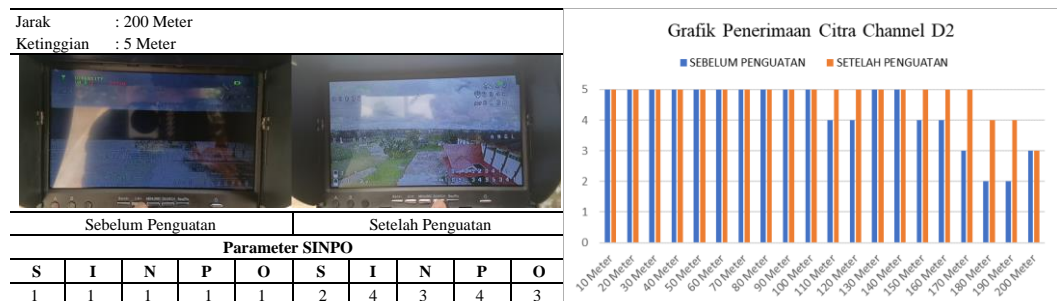 Jarak : 200 Meter
Ketinggian : 5 Meter
Sebelum Penguatan Setelah Penguatan
Parameter SINPO
S I N P O S I N P O
1 1 1 1 1 2 4 3 4 3
Grafik Penerimaan Citra Channel D2
SEBELUM PENGUATAN SETELAH PENGUATAN
5
4
3
2
1
0
10 Meter 20 Meter 30 Meter 40 Meter 50 Meter 60 Meter 70 Meter 80 Meter 90 Meter 100 Meter 110 Meter 120 Meter 130 Meter 140 Meter 150 Meter 160 Meter 170 Meter 180 Meter 190 Meter 200 Meter